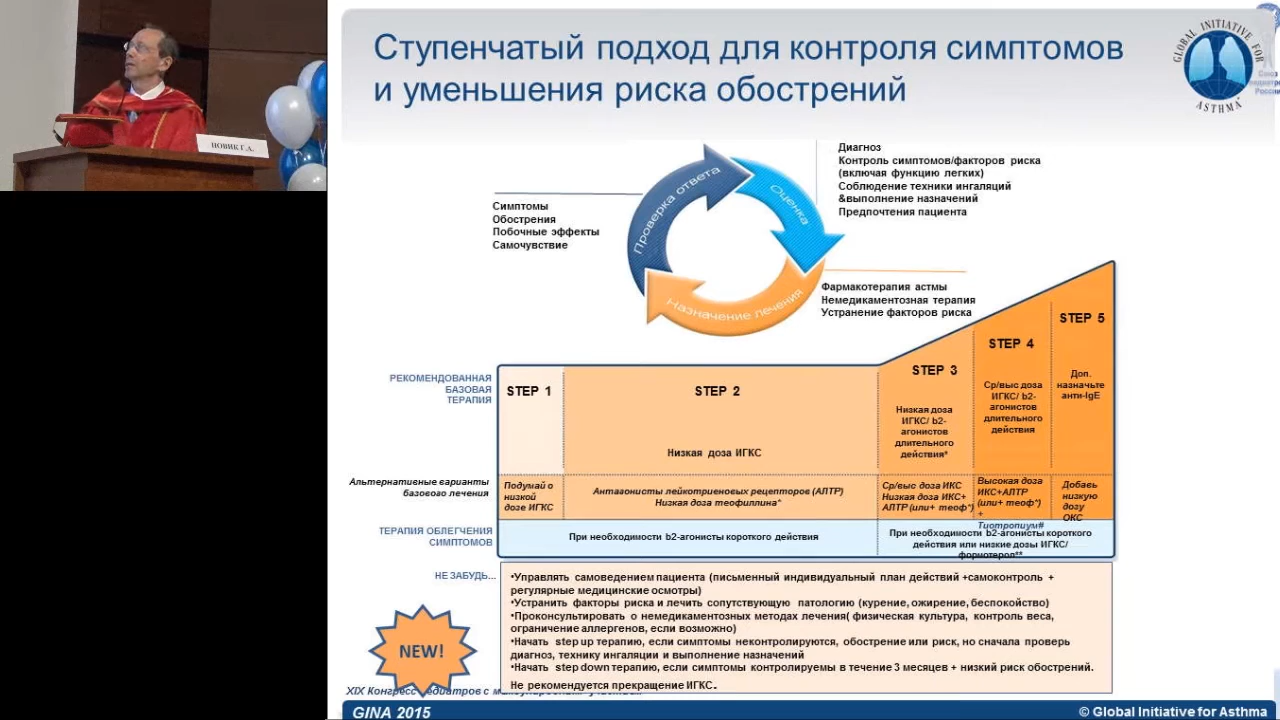 Ступенчатый подход для контроля симптомов
и уменьшения риска обострений
GLOBAL INITIATIVE FOR
ASTHMA
Союз
России
НОВИК Г.А.
Диагноз
Контроль симптомов/факторов риска
(включая функцию легких)
Соблюдение техники ингаляций
&выполнение назначений
Предпочтения пациента
Симптомы
Обострения
Побочные эффекты
Самочувствие
Проверка ответа
Оценка
Назначение лечения
Фармакотерапия астмы
Немедикаментозная терапия
Устранение факторов риска
РЕКОМЕНДОВАННАЯ
БАЗОВАЯ
ТЕРАПИЯ
STEP 1
STEP 2
Низкая доза ИГКС
STEP 3
Низкая доза
ИГКС/ b2-
агонистов
длительного
действия*
STEP 4
Ср/выс доза
ИГКС/ b2-
агонистов
длительного
действия
STEP 5
Доп.
назначьте
анти-IgE
Альтернативные варианты
базового лечения
Подумай о
низкой
дозе ИГКС
Антагонисты лейкотриеновых рецепторов (АЛТР)
Низкая доза теофиллина*
Ср/выс доза ИКС
Низкая доза ИКС+
АЛТР (или+ теоф*)
Высокая доза
ИКС+АЛТР
(или+ теоф*)
+
Тиотропиум#
Добавь
низкую
дозу
ОКС
ТЕРАПИЯ ОБЛЕГЧЕНИЯ
СИМПТОМОВ
При необходимости b2-агонисты короткого действия
При необходимости b2-агонисты короткого
действия или низкие дозы ИГКС/
формотерол**
НЕ ЗАБУДЬ...
•Управлять самоведением пациента (письменный индивидуальный план действий +самоконтроль +
регулярные медицинские осмотры)
•Устранить факторы риска и лечить сопутствующую патологию (курение, ожирение, беспокойство)
•Проконсультировать о немедикаментозных методах лечения( физическая культура, контроль веса,
ограничение аллергенов, если возможно)
•Начать step up терапию, если симптомы неконтролируются, обострение или риск, но сначала проверь
диагноз, технику ингаляции и выполнение назначений
•Начать step down терапию, если симптомы контролируемы в течение 3 месяцев + низкий риск обострений.
Не рекомендуется прекращение ИГКС.
NEW!
XIX Конгресс
GINA 2015
© Global Initiative for Asthma